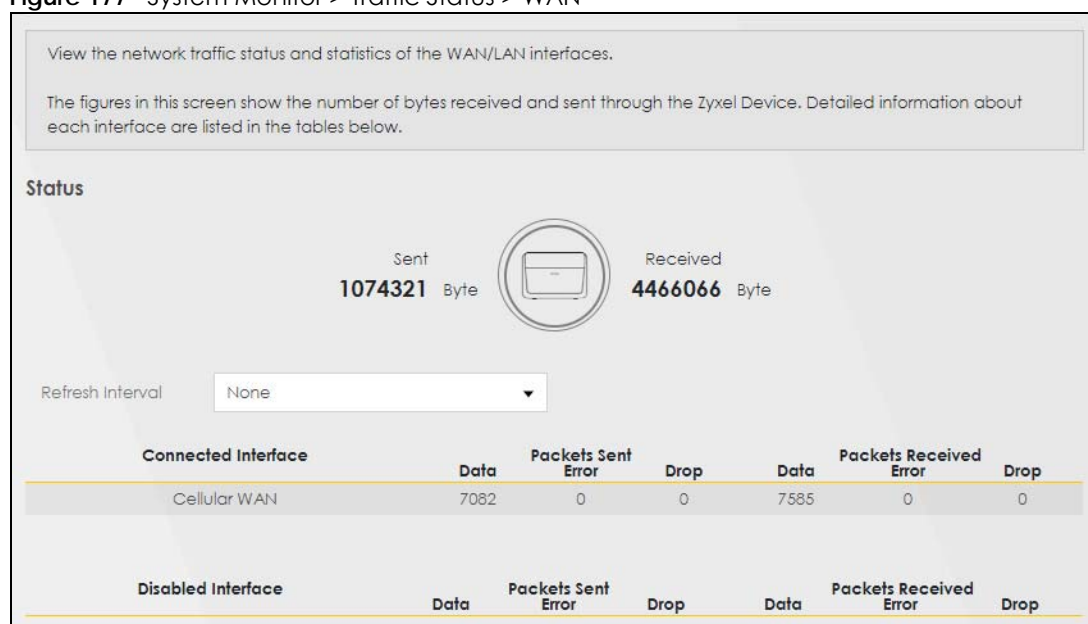 Figure 177 System Monitor > Traffic Status > WAN
View the network traffic status and statistics of the WAN/LAN interfaces.
The figures in this screen show the number of bytes received and sent through the Zyxel Device. Detailed information about
each interface are listed in the tables below.
Status
Sent
1074321 Byte
Received
4466066 Byte
Refresh Interval None
Connected Interface Packets Sent Packets Received
Data Error Drop Data Error Drop
Cellular WAN 7082 0 0 7585 0 0
Disabled Interface Packets Sent Packets Received
Data Error Drop Data Error Drop